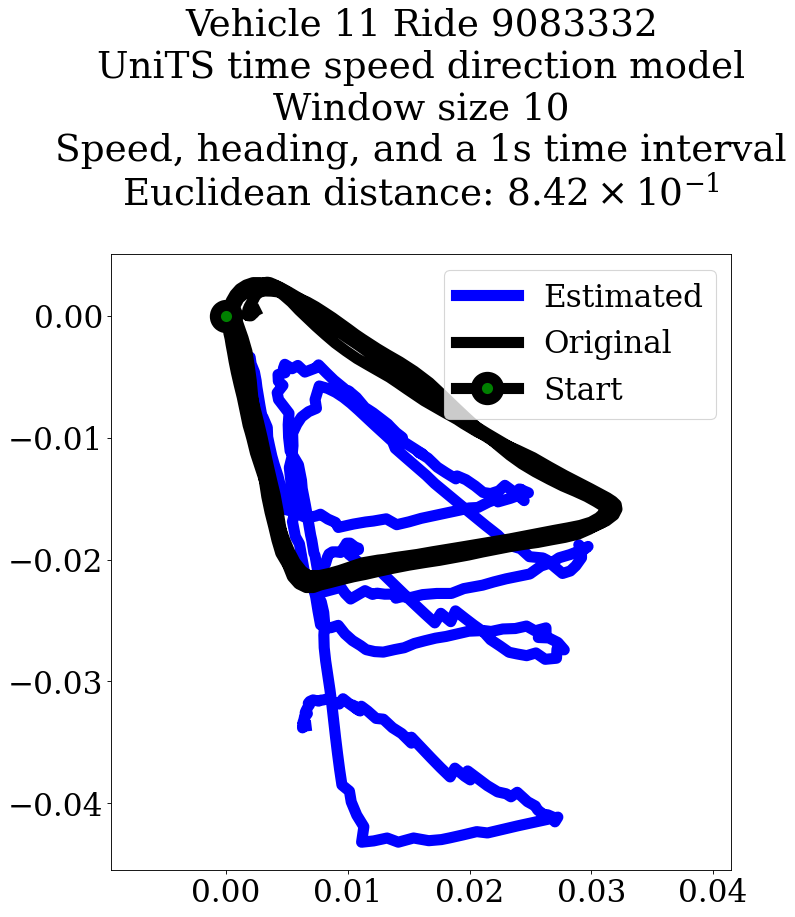 Vehicle 11 Ride 9083332
UniTS time speed direction model
Window size 10
Speed, heading, and a 1s time interval
Euclidean distance: 8.42 × 10⁻¹
Estimated
Original
Start
0.00
−0.01
−0.02
−0.03
−0.04
0.00 0.01 0.02 0.03 0.04